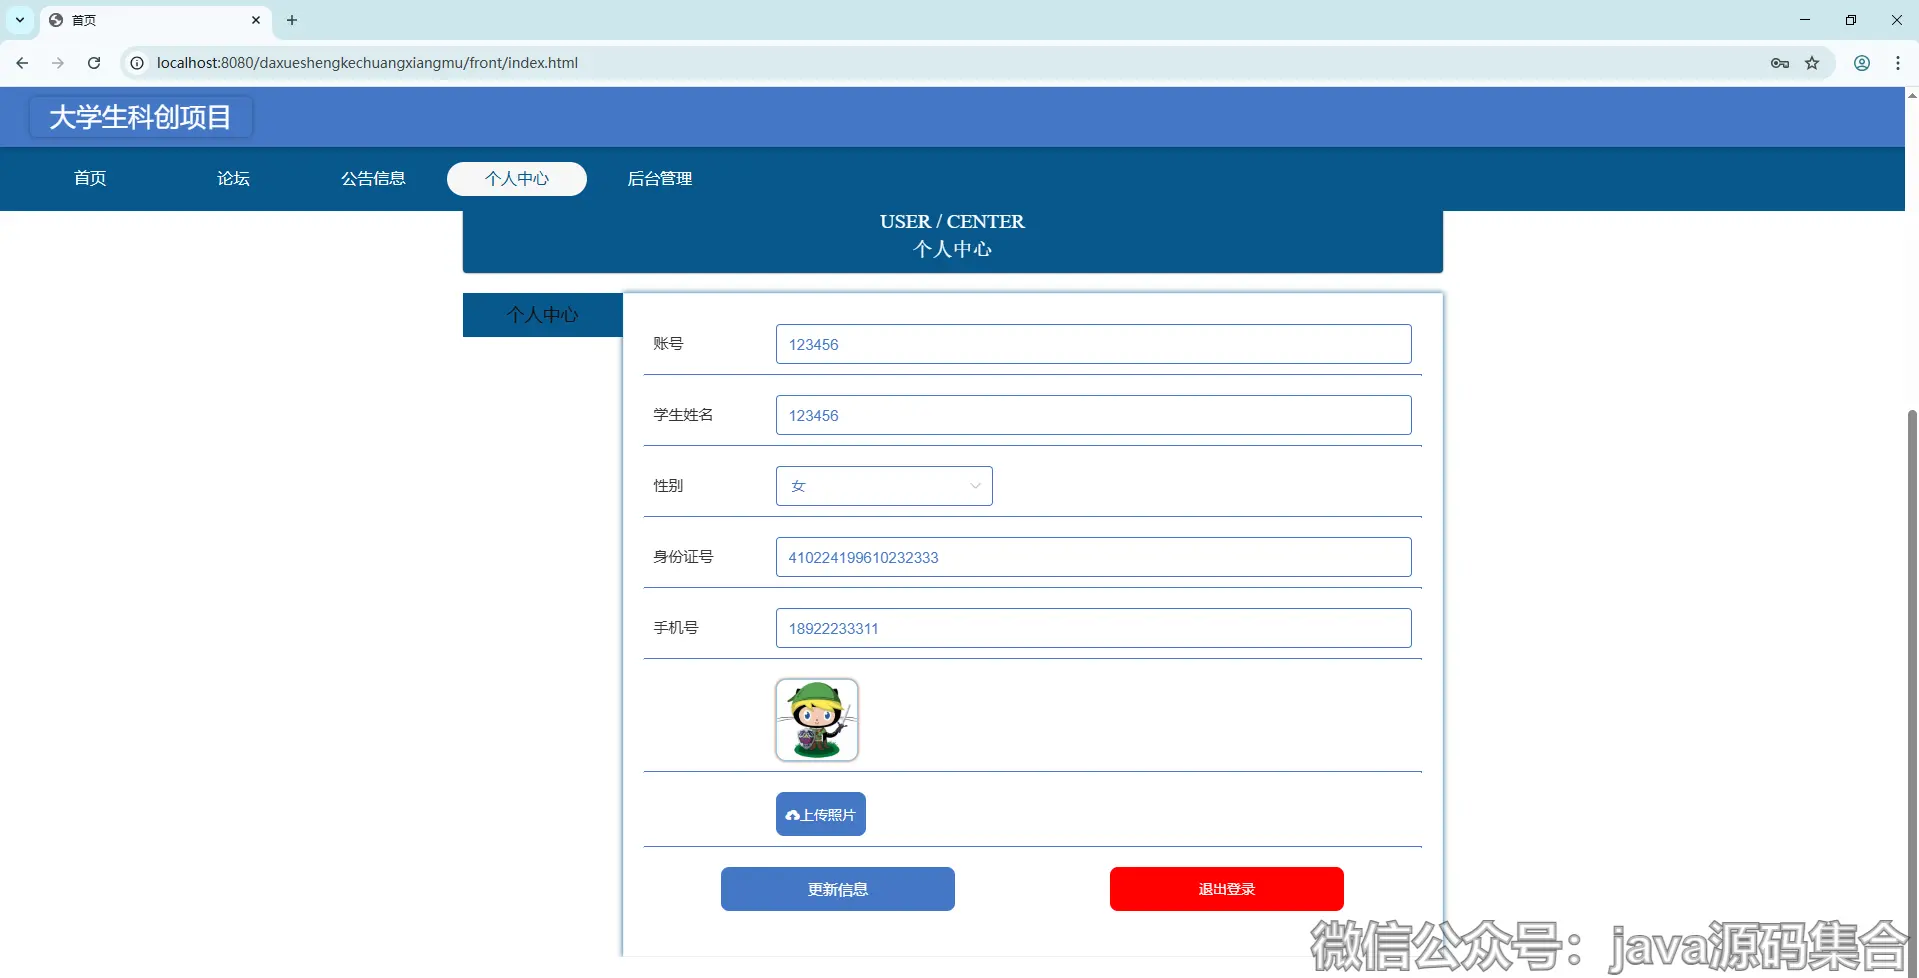 首页
localhost:8080/daxueshengkechuangxiangmu/front/index.html
大学生科创项目
首页 论坛 公告信息 个人中心 后台管理
USER / CENTER
个人中心
个人中心
账号 123456
学生姓名 123456
性别 女
身份证号 410224199610232333
手机号 18922233311
上传照片
更新信息 退出登录
微信公众号：java源码集合